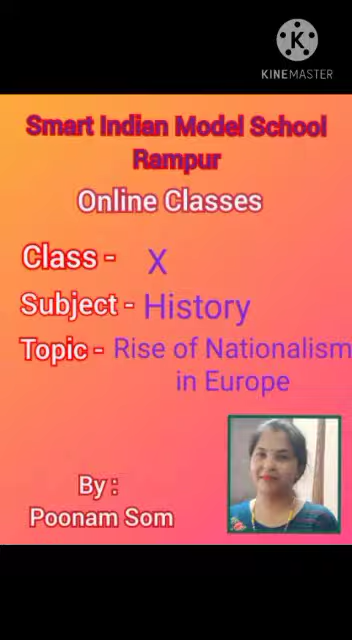 K
KINEMASTER
Smart Indian Model School
Rampur
Online Classes
Class - X
Subject - History
Topic - Rise of Nationalism
in Europe
By :
Poonam Som